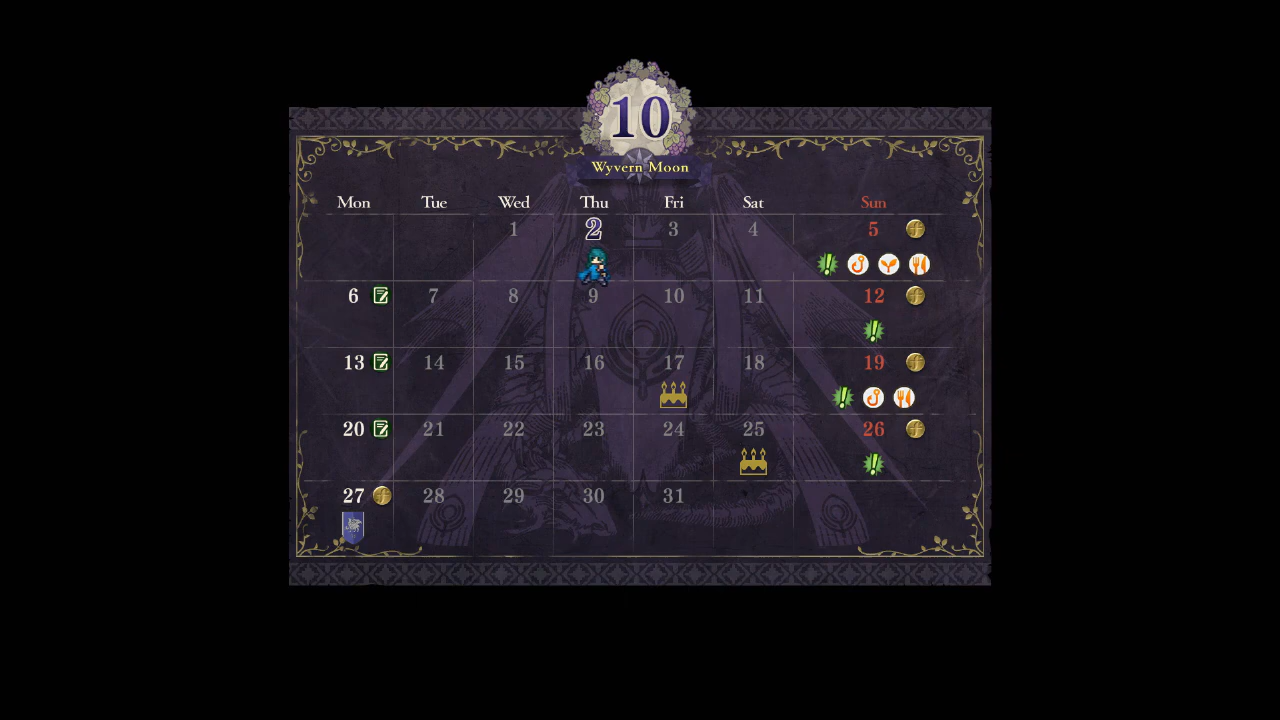 10
Wyvern Moon
Mon Tue Wed Thu Fri Sat Sun
1 2 3 4 5
6 7 8 9 10 11 12
13 14 15 16 17 18 19
20 21 22 23 24 25 26
27 28 29 30 31